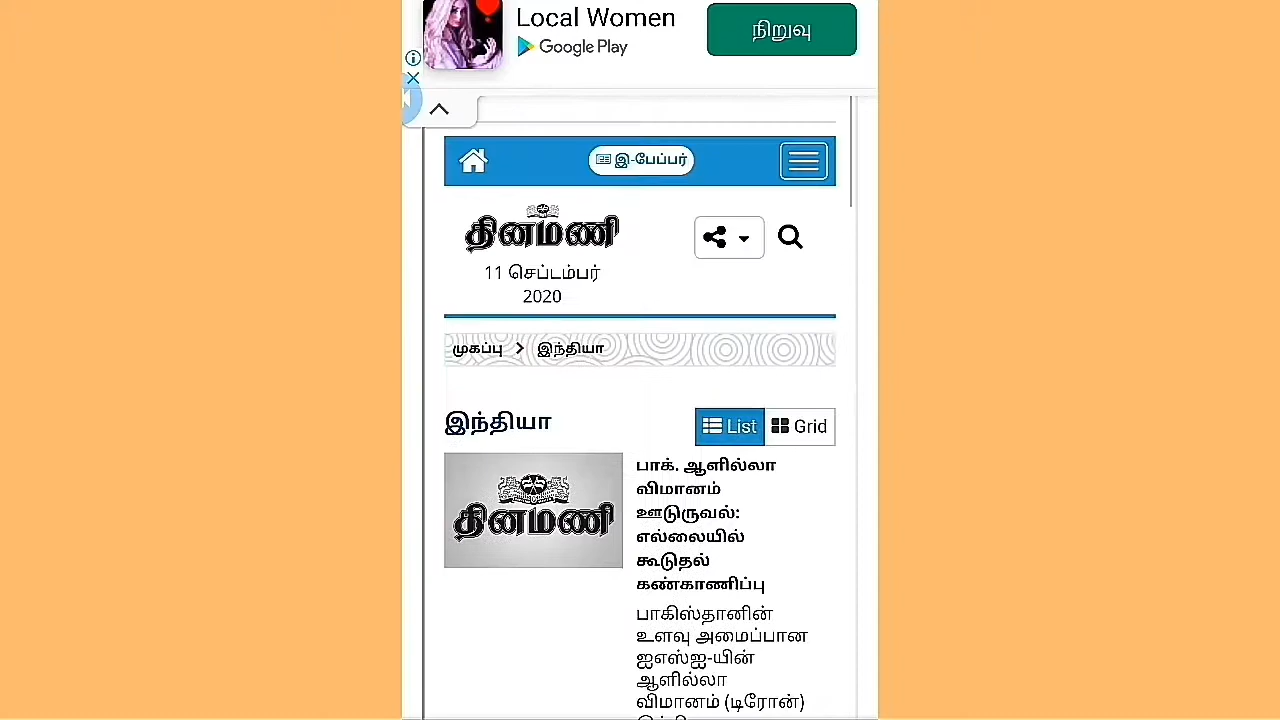 Local Women
Google Play
நிறுவு
இ-பேப்பர்
தினமணி
11 செப்டம்பர்
2020
முகப்பு > இந்தியா
இந்தியா
List
Grid
தினமணி
பாக். ஆளில்லா
விமானம்
ஊடுருவல்:
எல்லையில்
கூடுதல்
கண்காணிப்பு
பாகிஸ்தானின்
உளவு அமைப்பான
ஐஎஸ்ஐ-யின்
ஆளில்லா
விமானம் (டிரோன்)